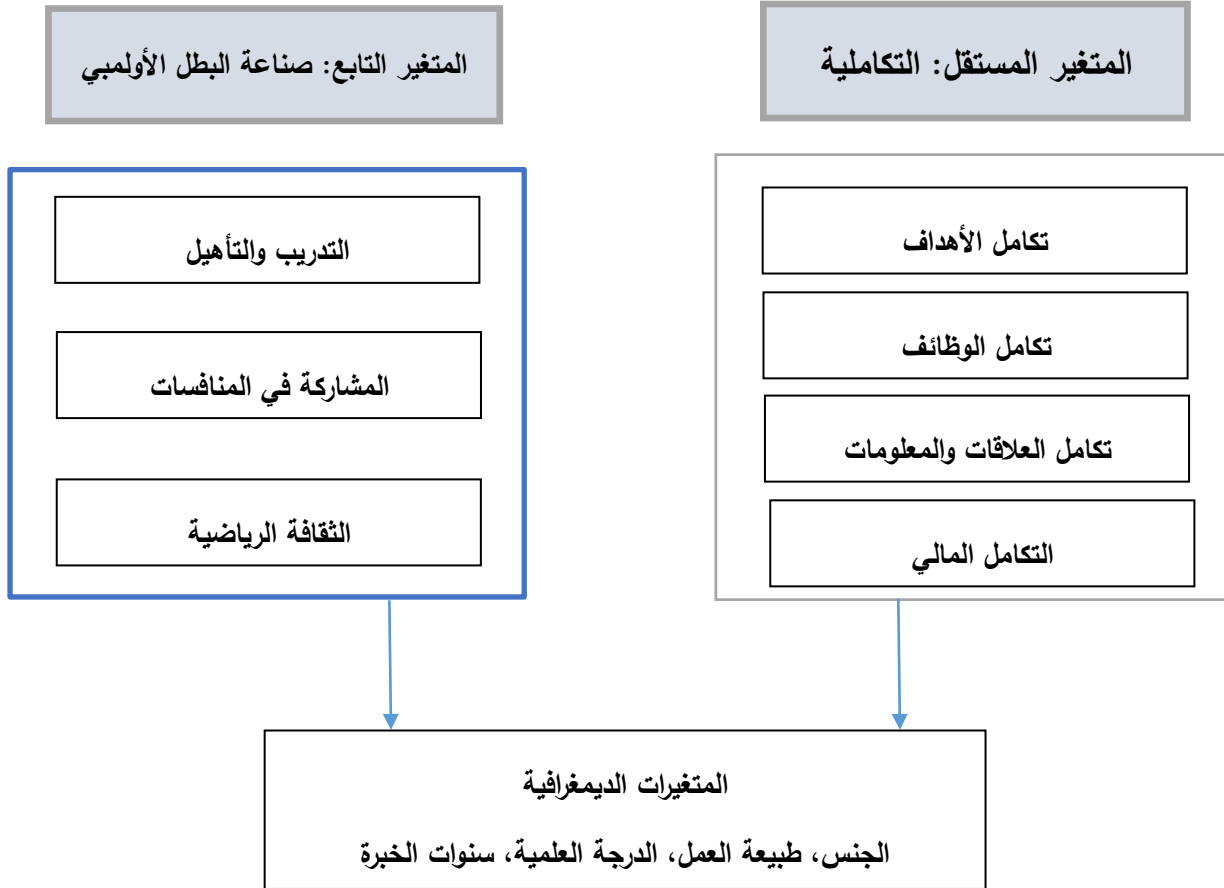 المتغير المستقل: التكاملية
المتغير التابع: صناعة البطل الأولمبي
تكامل الأهداف
تكامل الوظائف
تكامل العلاقات والمعلومات
التكامل المالي
التدريب والتأهيل
المشاركة في المنافسات
الثقافة الرياضية
المتغيرات الديمغرافية
الجنس، طبيعة العمل، الدرجة العلمية، سنوات الخبرة